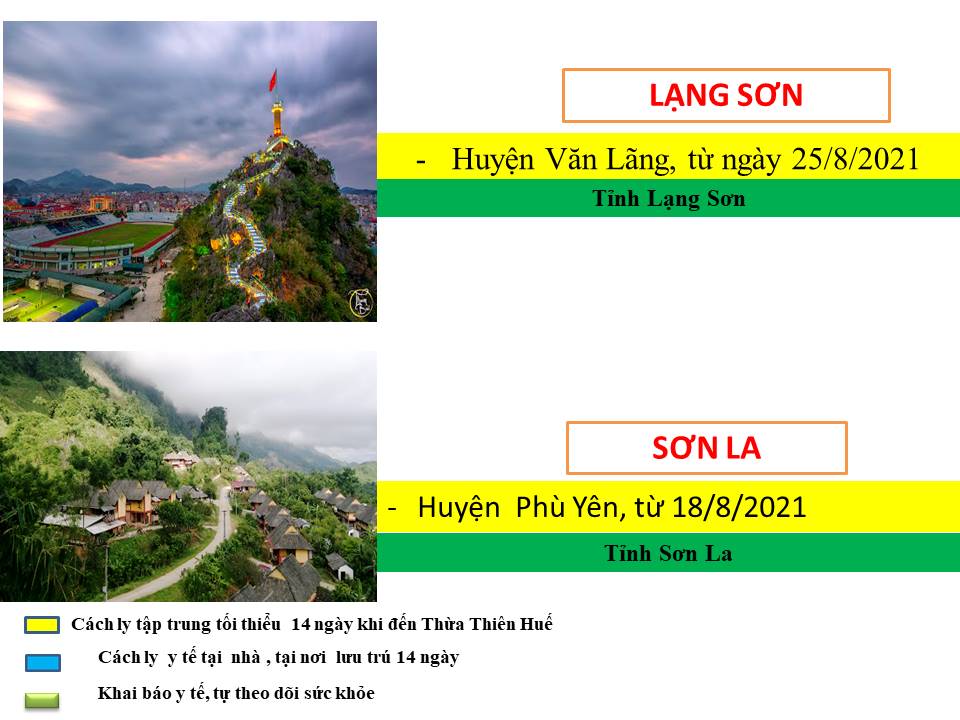 LẠNG SƠN
- Huyện Văn Lãng, từ ngày 25/8/2021
Tỉnh Lạng Sơn
SƠN LA
- Huyện Phù Yên, từ 18/8/2021
Tỉnh Sơn La
Cách ly tập trung tối thiểu 14 ngày khi đến Thừa Thiên Huế
Cách ly y tế tại nhà , tại nơi lưu trú 14 ngày
Khai báo y tế, tự theo dõi sức khỏe